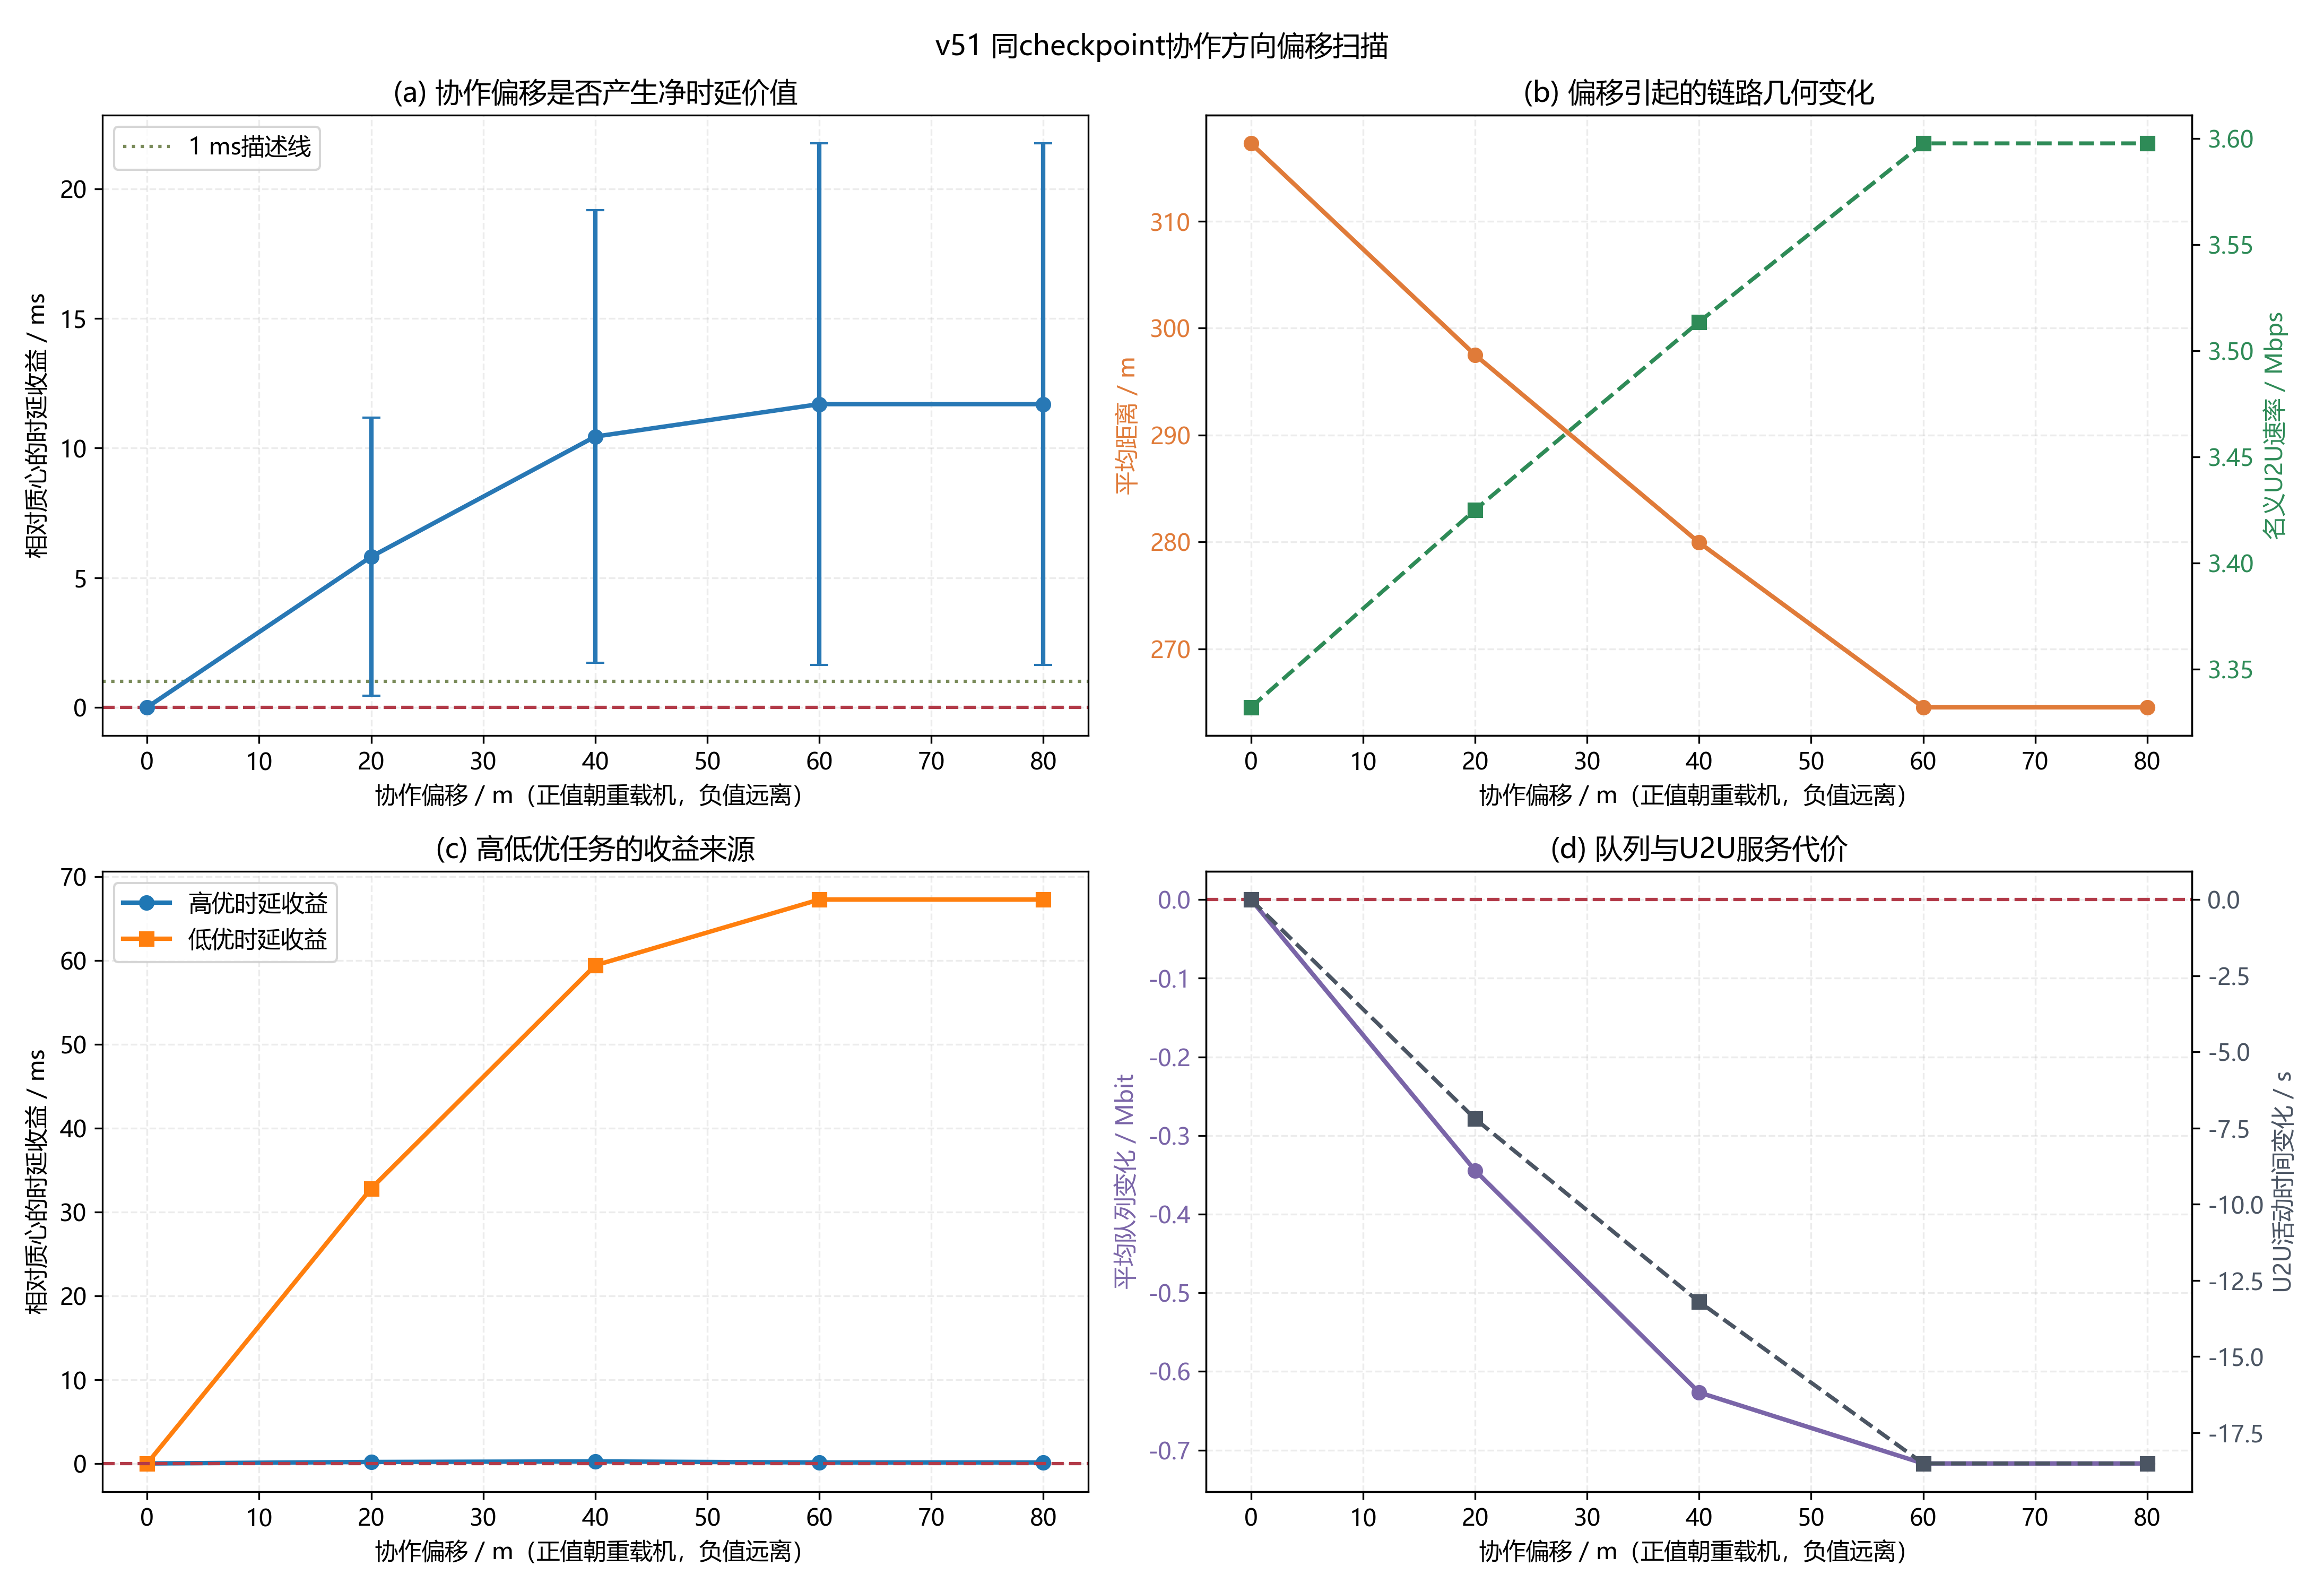 v51 同checkpoint协作方向偏移扫描
(a) 协作偏移是否产生净时延价值
1 ms描述线
相对质心的时延收益 / ms
20
15
10
5
0
0 10 20 30 40 50 60 70 80
协作偏移 / m（正值朝重载机，负值远离）
(b) 偏移引起的链路几何变化
平均距离 / m
310
300
290
280
270
名义U2U速率 / Mbps
3.60
3.55
3.50
3.45
3.40
3.35
0 10 20 30 40 50 60 70 80
协作偏移 / m（正值朝重载机，负值远离）
(c) 高低优任务的收益来源
高优时延收益
低优时延收益
相对质心的时延收益 / ms
70
60
50
40
30
20
10
0
0 10 20 30 40 50 60 70 80
协作偏移 / m（正值朝重载机，负值远离）
(d) 队列与U2U服务代价
平均队列变化 / Mbit
0.0
-0.1
-0.2
-0.3
-0.4
-0.5
-0.6
-0.7
U2U活动时间变化 / s
0.0
-2.5
-5.0
-7.5
-10.0
-12.5
-15.0
-17.5
0 10 20 30 40 50 60 70 80
协作偏移 / m（正值朝重载机，负值远离）